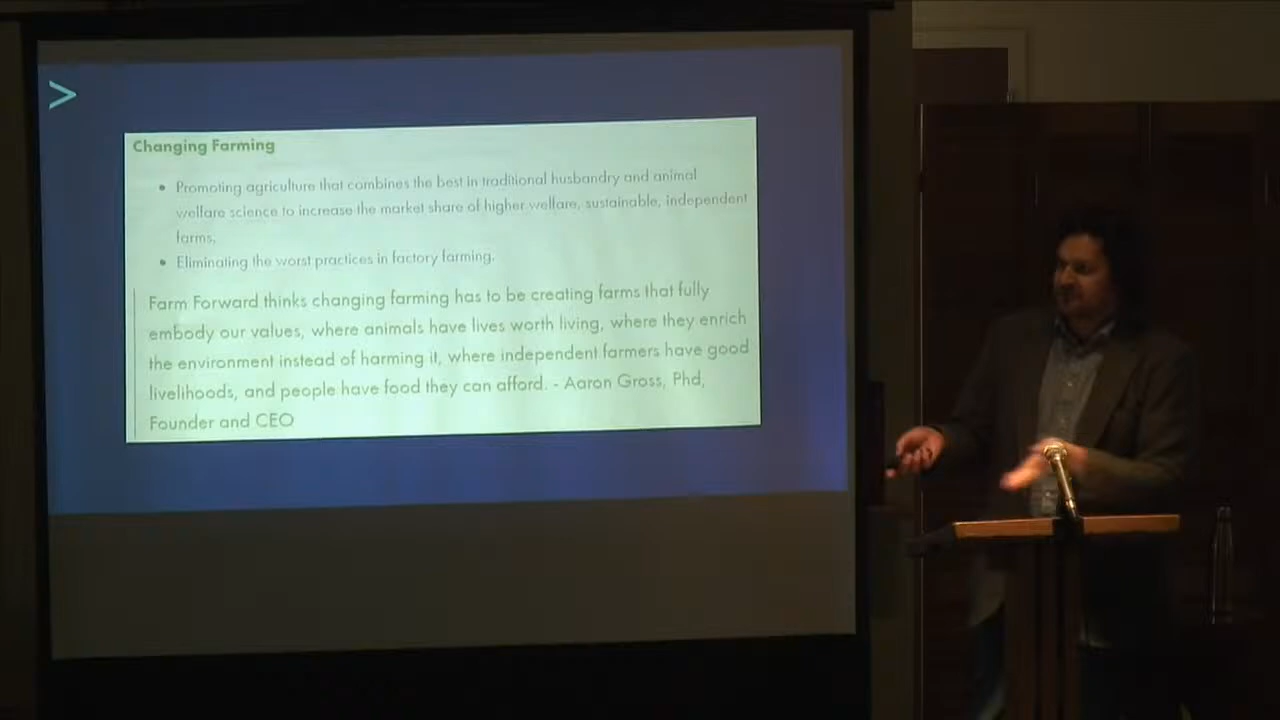 >
Changing Farming
• Promoting agriculture that combines the best in traditional husbandry and animal
welfare science to increase the market share of higher welfare, sustainable, independent
farms,
• Eliminating the worst practices in factory farming.
Farm Forward thinks changing farming has to be creating farms that fully
embody our values, where animals have lives worth living, where they enrich
the environment instead of harming it, where independent farmers have good
livelihoods, and people have food they can afford. - Aaron Gross, Phd,
Founder and CEO